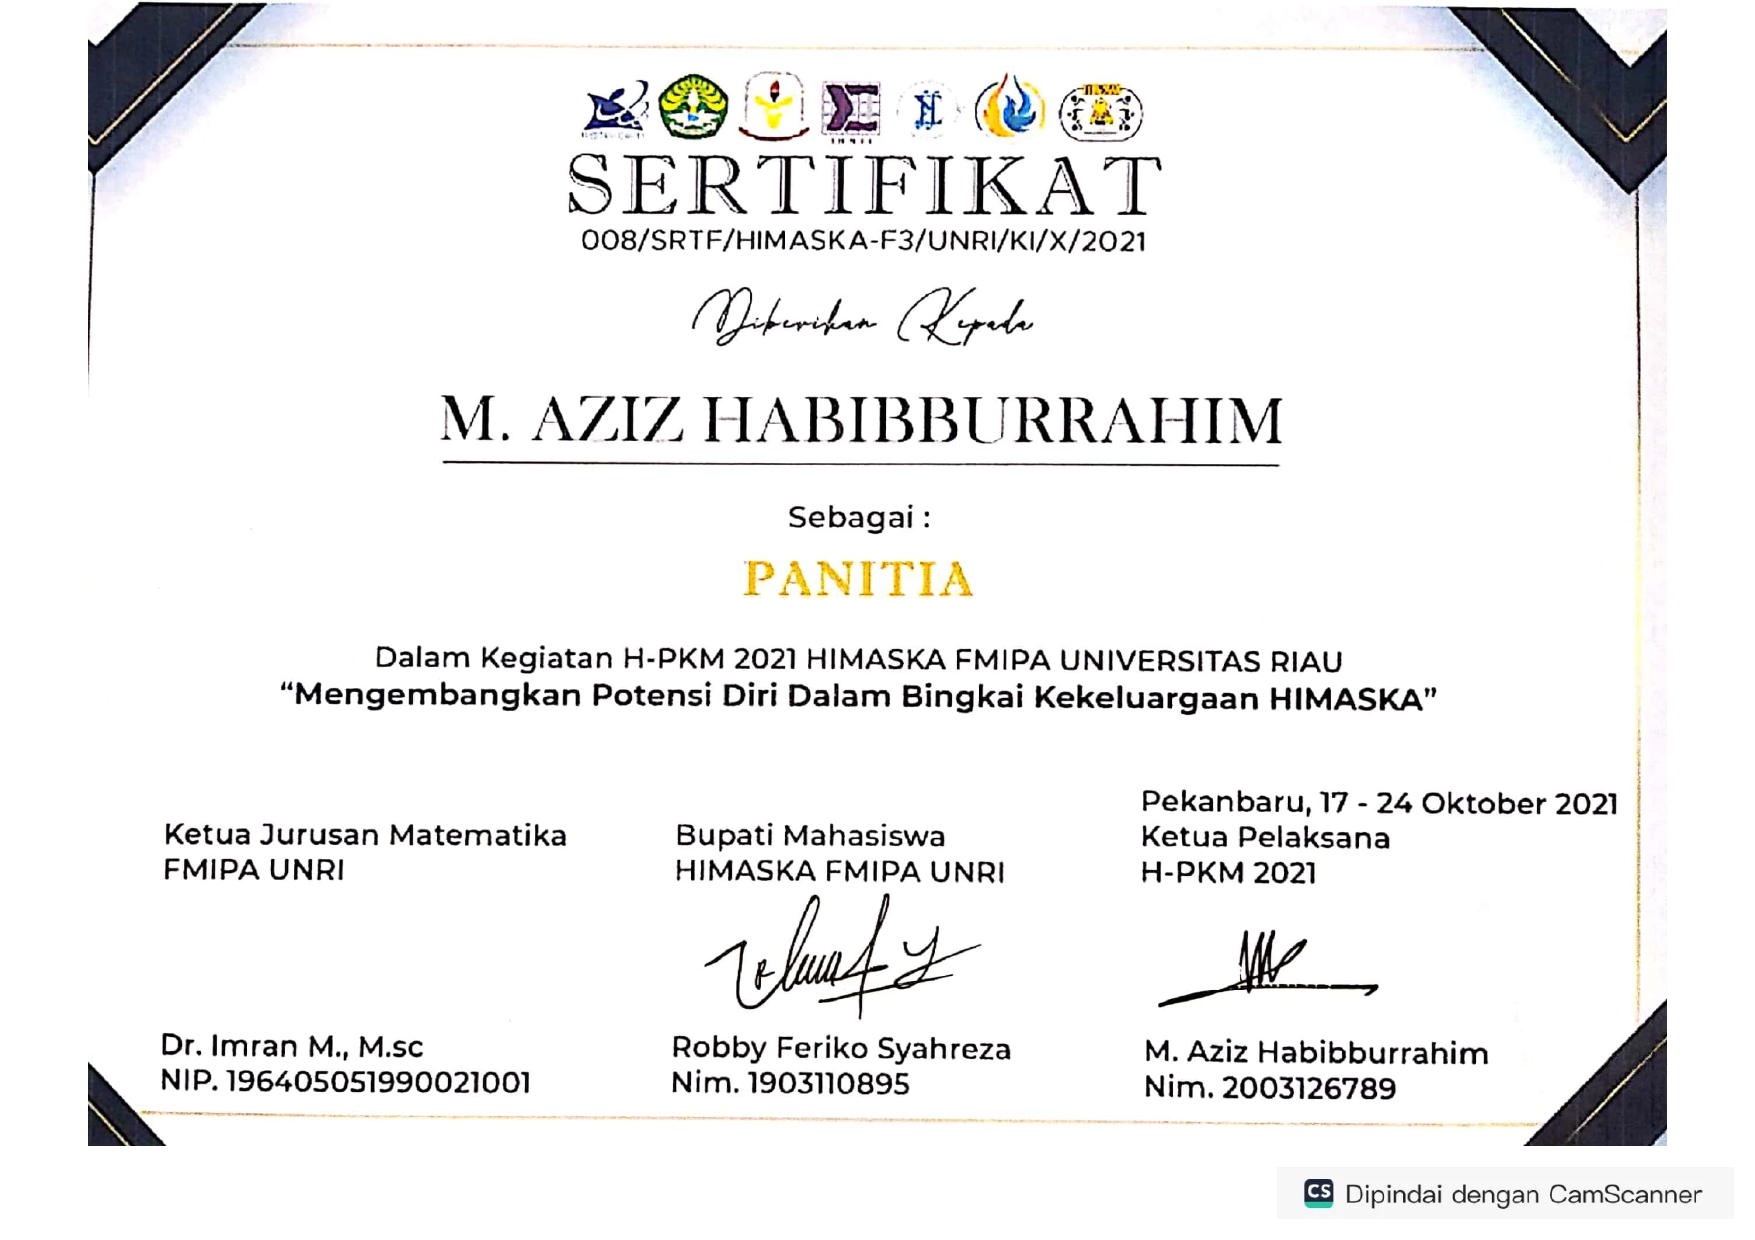 SERTIFIKAT
008/SRTF/HIMASKA-F3/UNRI/KI/X/2021
Diberikan Kepada
M. AZIZ HABIBBURRAHIM
Sebagai :
PANITIA
Dalam Kegiatan H-PKM 2021 HIMASKA FMIPA UNIVERSITAS RIAU
“Mengembangkan Potensi Diri Dalam Bingkai Kekeluargaan HIMASKA”
Ketua Jurusan Matematika
FMIPA UNRI
Dr. Imran M., M.sc
NIP. 196405051990021001
Bupati Mahasiswa
HIMASKA FMIPA UNRI
Robby Feriko Syahreza
Nim. 1903110895
Pekanbaru, 17 - 24 Oktober 2021
Ketua Pelaksana
H-PKM 2021
M. Aziz Habibburrahim
Nim. 2003126789
CS Dipindai dengan CamScanner